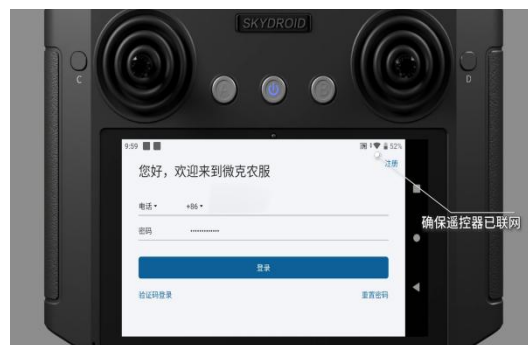 SKYDROID
C
A
B
D
9:59
52%
您好，欢迎来到微克农服
注册
电话
+86
确保遥控器已联网
密码
登录
验证码登录
重置密码